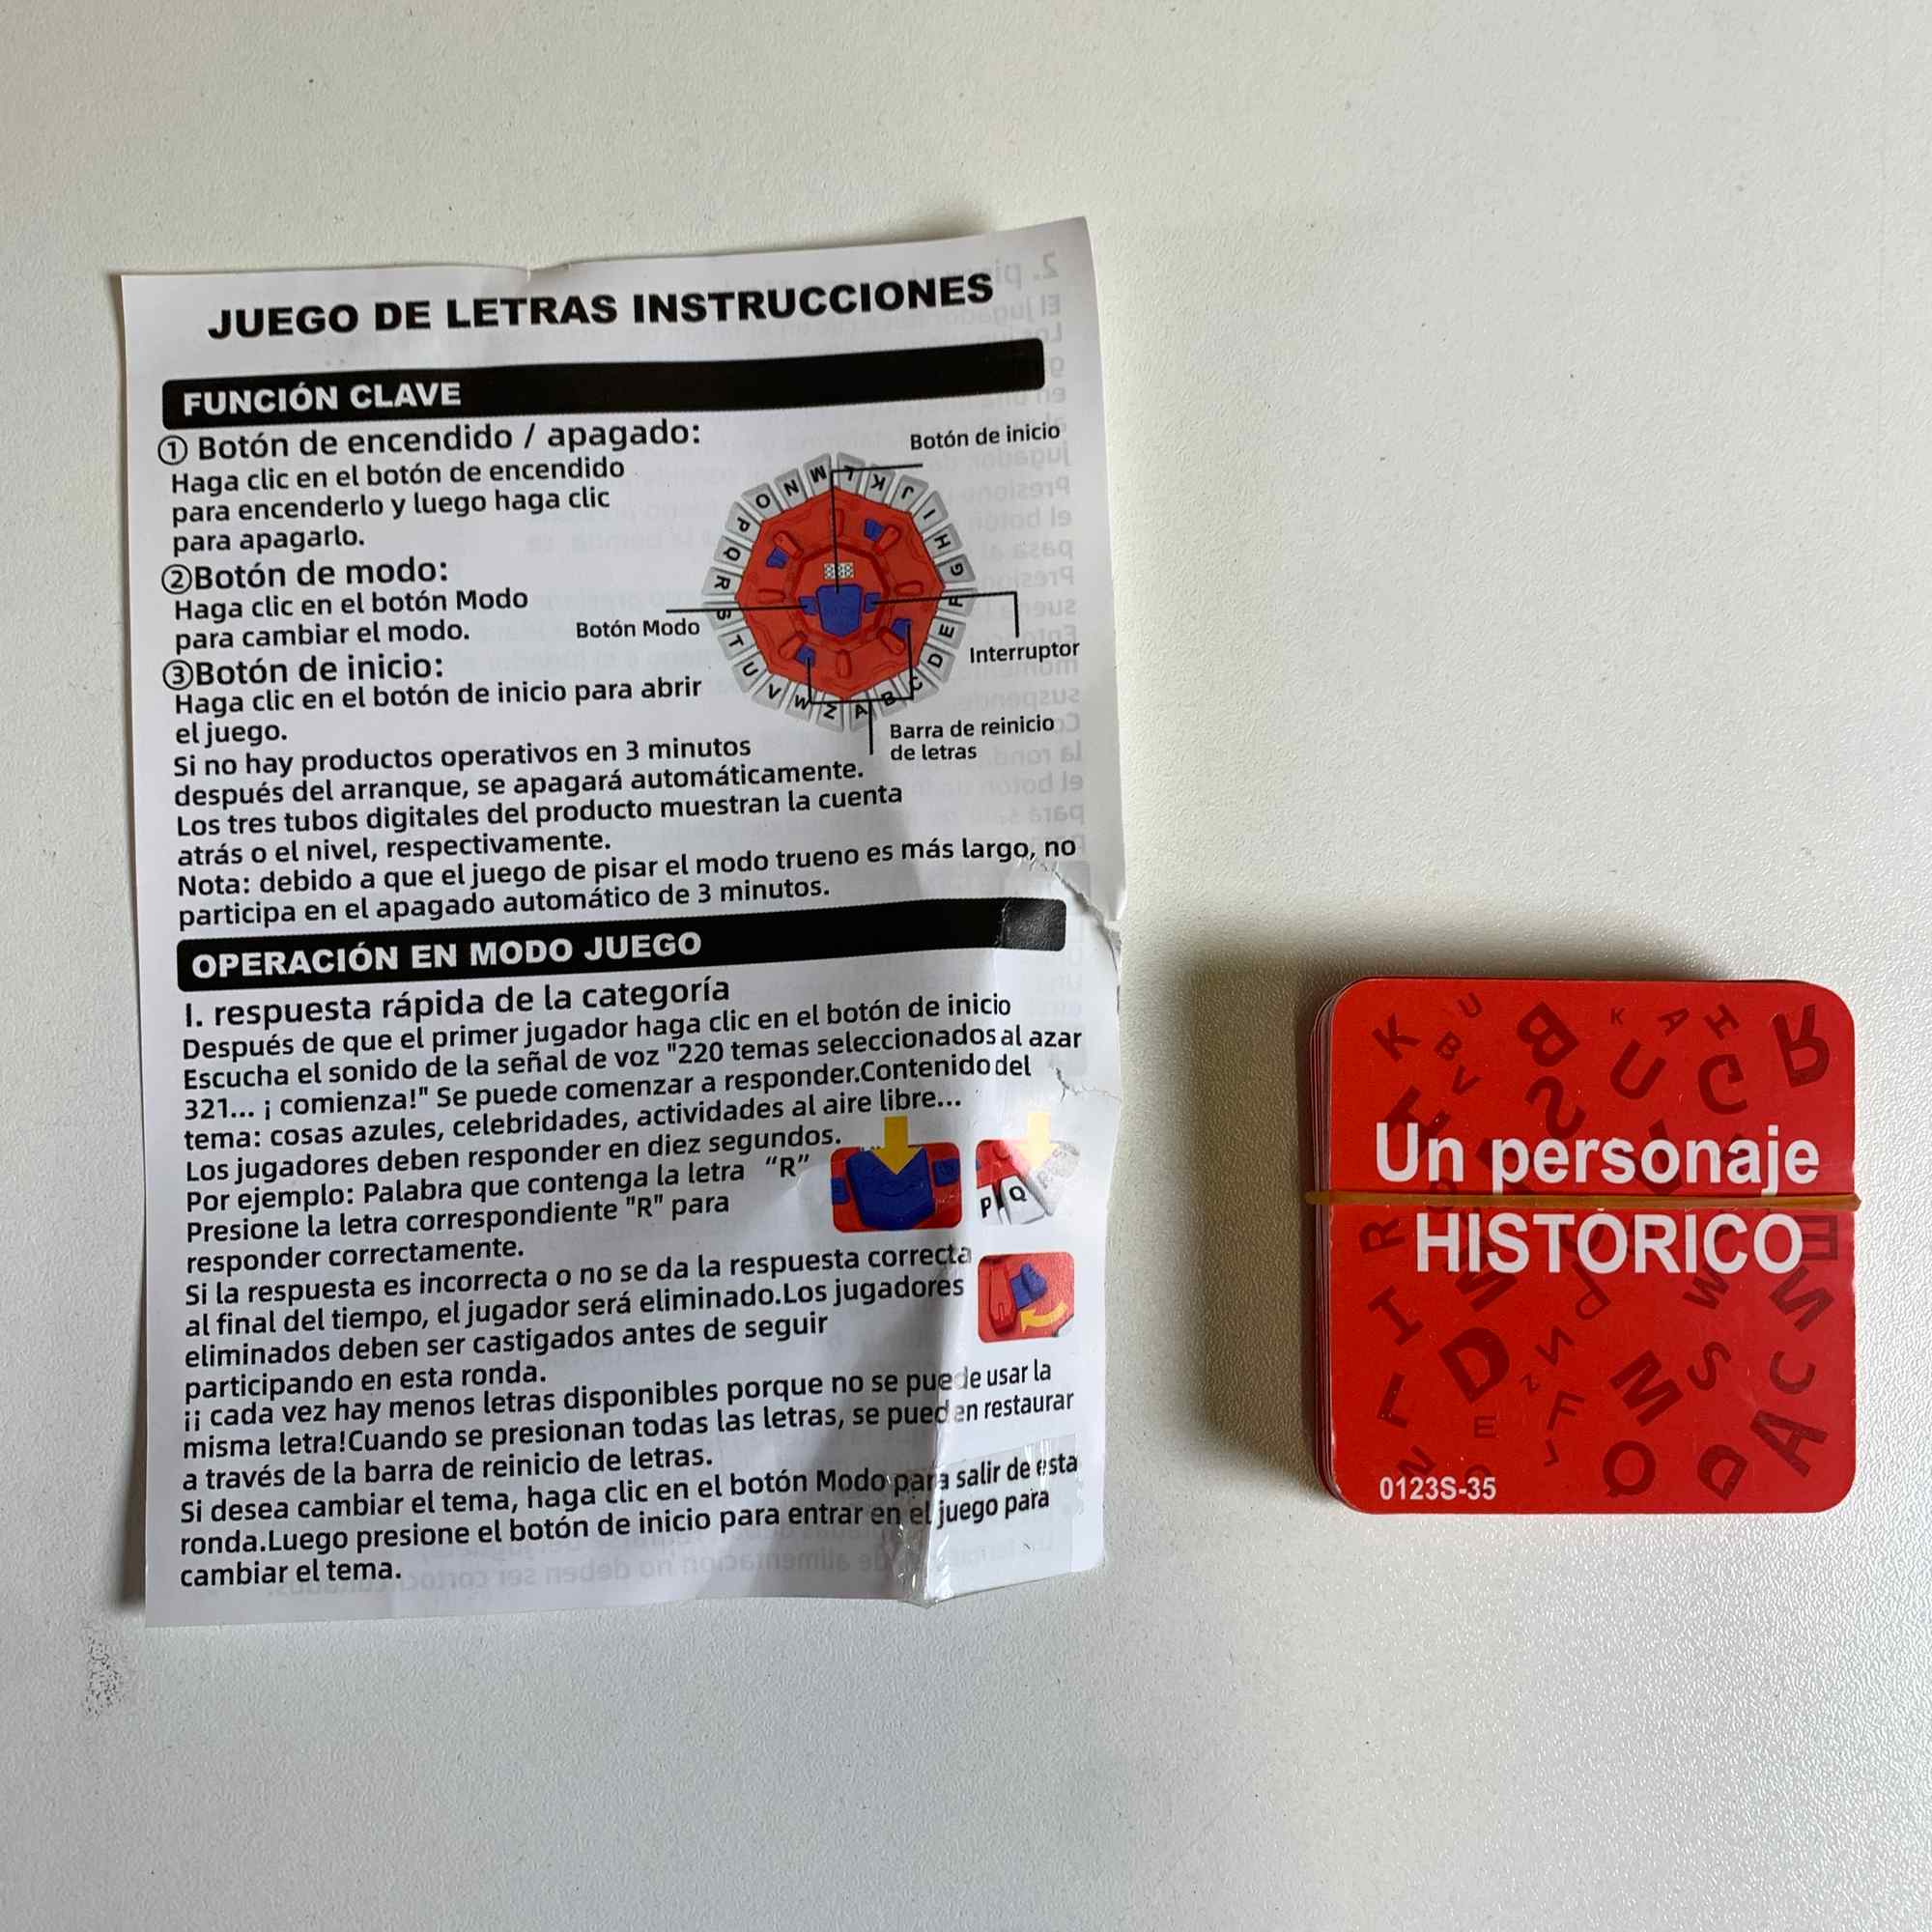 JUEGO DE LETRAS INSTRUCCIONES
FUNCIÓN CLAVE
① Botón de encendido / apagado:
Haga clic en el botón de encendido
para encenderlo y luego haga clic
para apagarlo.
②Botón de modo:
Haga clic en el botón Modo
para cambiar el modo.
③Botón de inicio:
Haga clic en el botón de inicio para abrir
el juego.
Si no hay productos operativos en 3 minutos
después del arranque, se apagará automáticamente.
Los tres tubos digitales del producto muestran la cuenta
atrás o el nivel, respectivamente.
Nota: debido a que el juego de pisar el modo trueno es más largo, no
participa en el apagado automático de 3 minutos.
Botón de inicio
Botón Modo
Interruptor
Barra de reinicio
de letras
A B C D E F G H I J K L M N O P Q R S T U V W Z
OPERACIÓN EN MODO JUEGO
I. respuesta rápida de la categoría
Después de que el primer jugador haga clic en el botón de inicio
Escucha el sonido de la señal de voz "220 temas seleccionados al azar
321... ¡ comienza!" Se puede comenzar a responder.Contenido del
tema: cosas azules, celebridades, actividades al aire libre...
Los jugadores deben responder en diez segundos.
Por ejemplo: Palabra que contenga la letra “R”
Presione la letra correspondiente "R" para
responder correctamente.
Si la respuesta es incorrecta o no se da la respuesta correcta
al final del tiempo, el jugador será eliminado.Los jugadores
eliminados deben ser castigados antes de seguir
participando en esta ronda.
¡¡ cada vez hay menos letras disponibles porque no se puede usar la
misma letra!Cuando se presionan todas las letras, se pueden restaurar
a través de la barra de reinicio de letras.
Si desea cambiar el tema, haga clic en el botón Modo para salir de esta
ronda.Luego presione el botón de inicio para entrar en el juego para
cambiar el tema.
P Q
Un personaje
HISTORICO
0123S-35